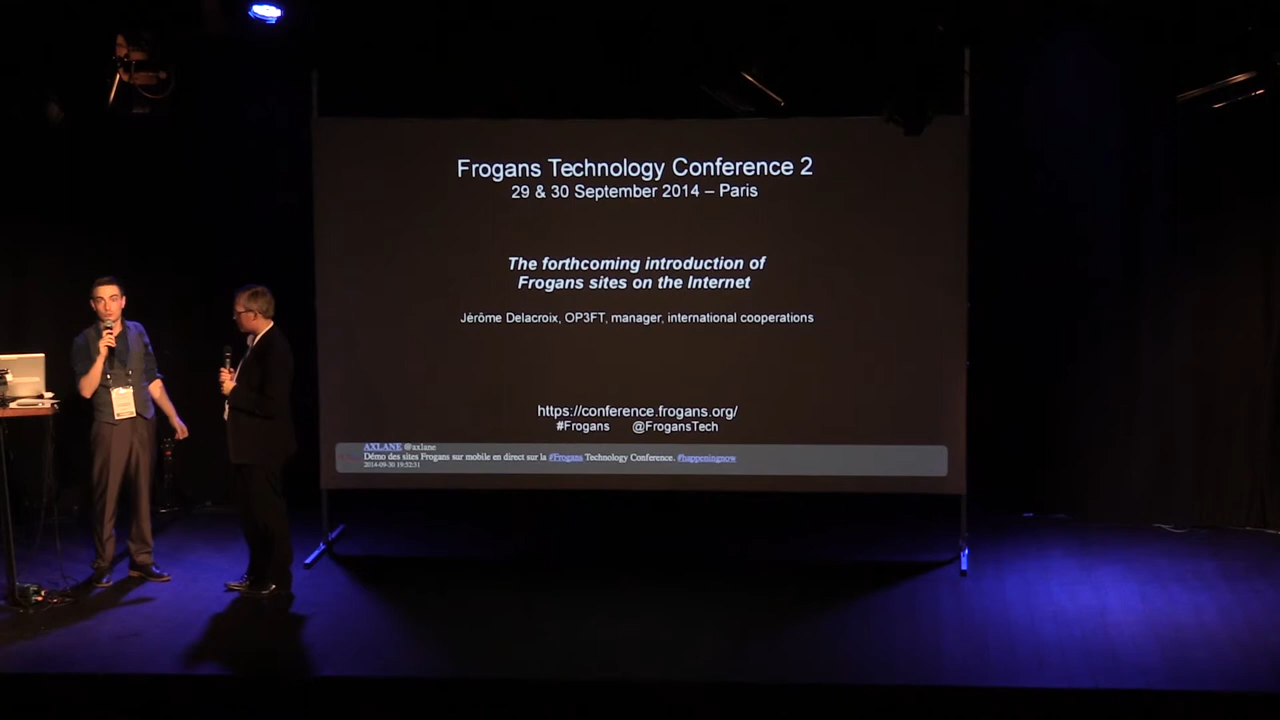 Frogans Technology Conference 2
29 & 30 September 2014 – Paris
The forthcoming introduction of
Frogans sites on the Internet
Jérôme Delacroix, OP3FT, manager, international cooperations
https://conference.frogans.org/
#Frogans @FrogansTech
AXLANE @axlane
Démo des sites Frogans sur mobile en direct sur la #Frogans Technology Conference. #happeningnow
2014-09-30 19:52:31